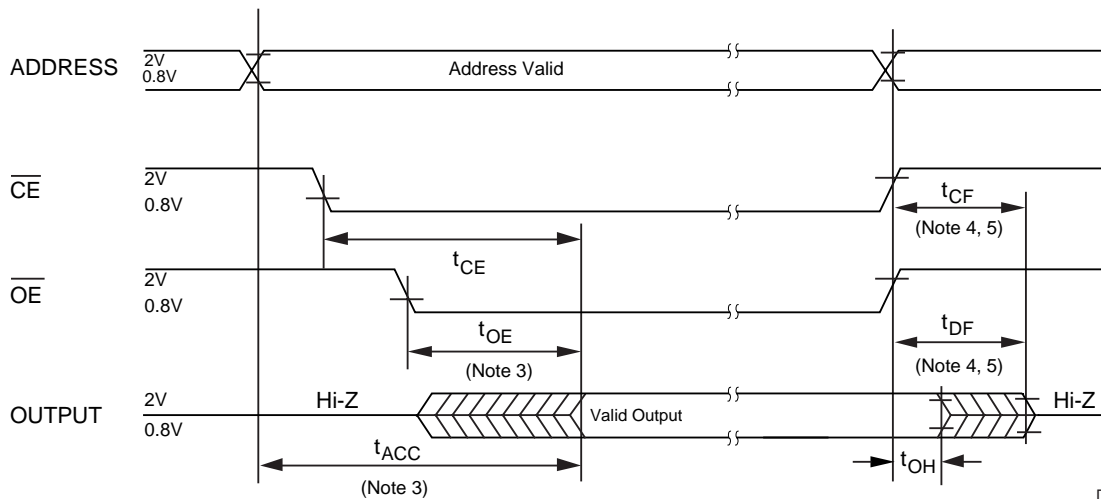 ADDRESS
2V
0.8V
Address Valid
CE
2V
0.8V
tCF
(Note 4, 5)
tCE
OE
2V
0.8V
tOE
(Note 3)
tDF
(Note 4, 5)
OUTPUT
2V
0.8V
Hi-Z
Valid Output
Hi-Z
tACC
(Note 3)
tOH